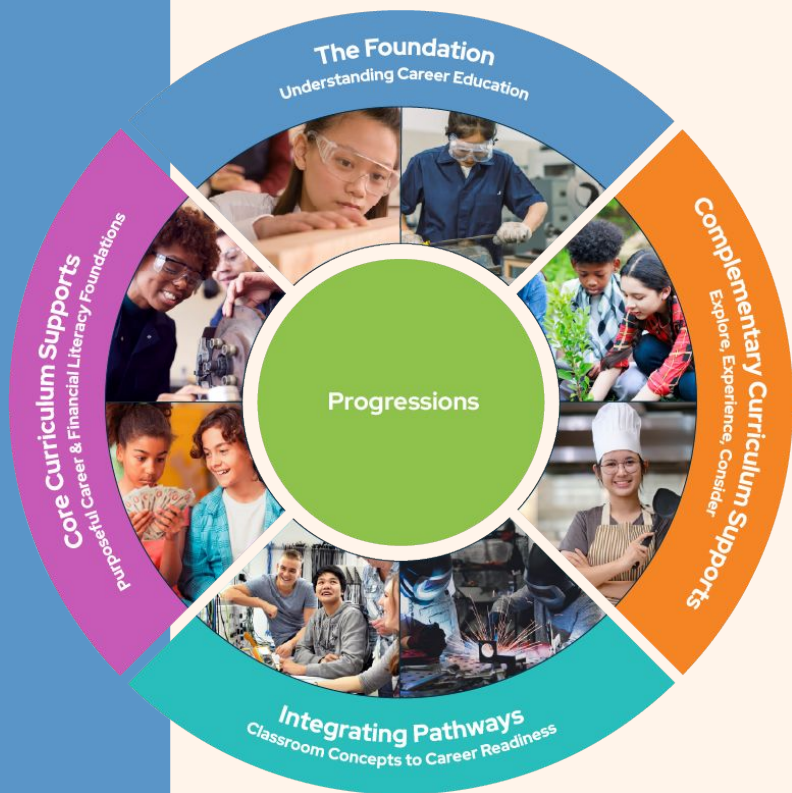 The Foundation
Understanding Career Education
Complementary Curriculum Supports
Explore, Experience, Consider
Integrating Pathways
Classroom Concepts to Career Readiness
Core Curriculum Supports
Purposeful Career & Financial Literacy Foundations
Progressions